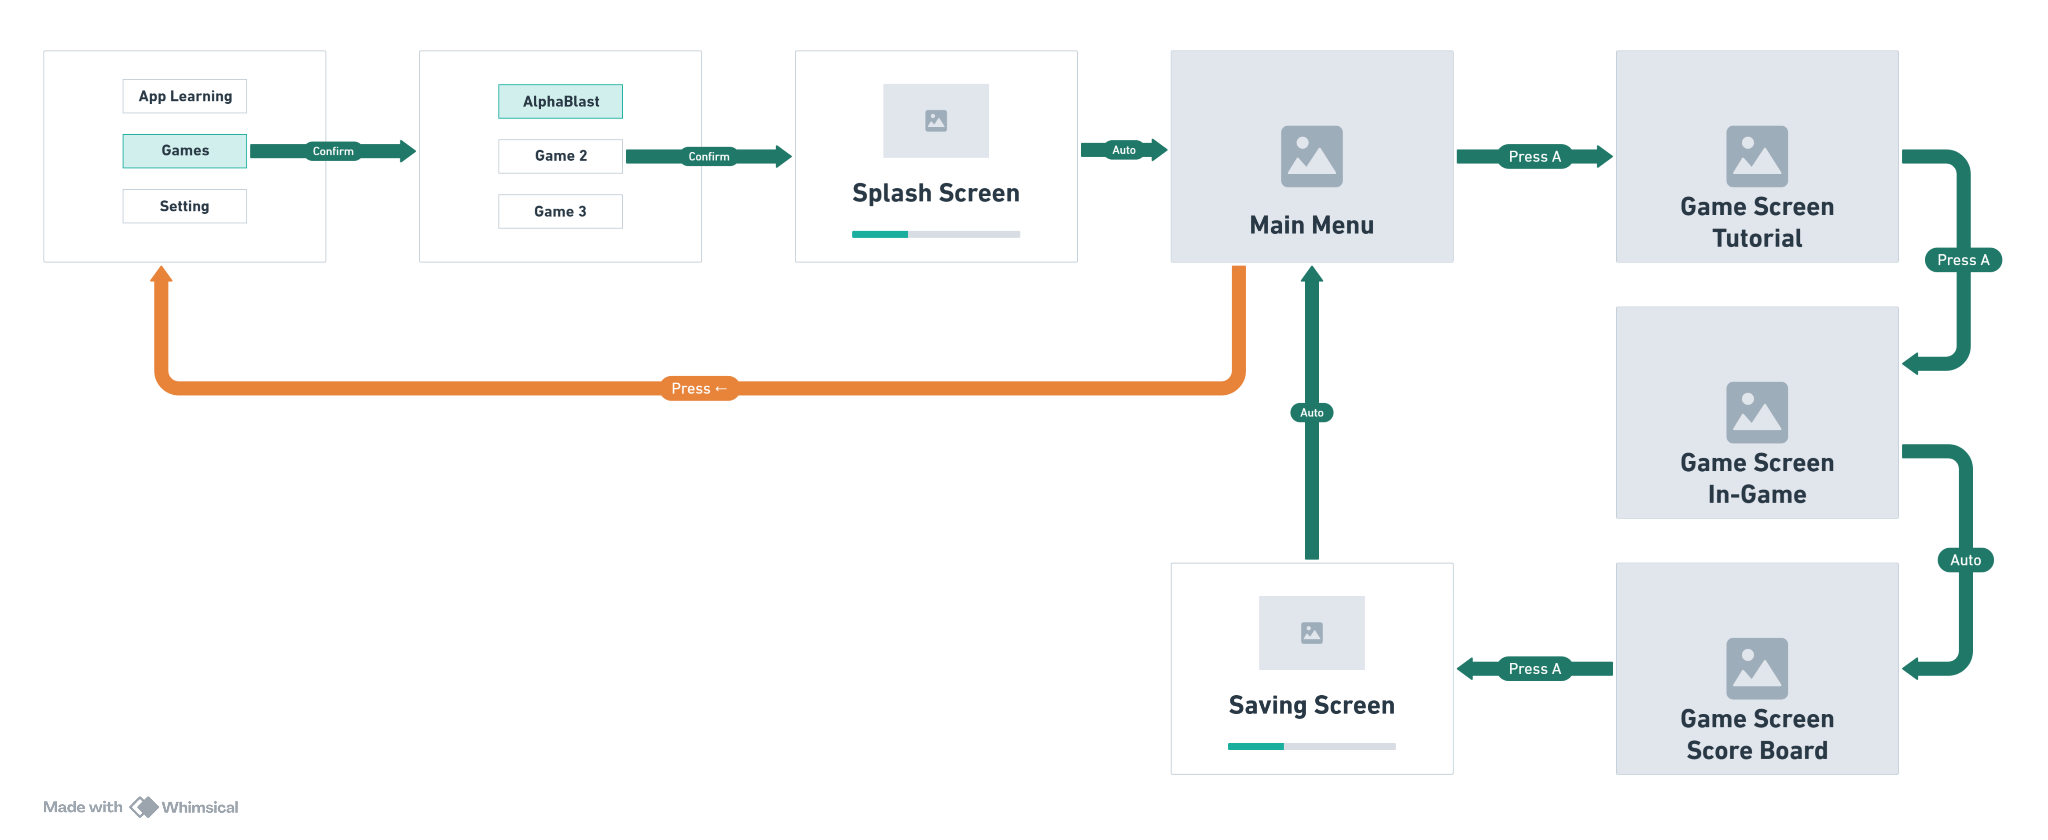 App Learning
Games
Setting
Confirm
AlphaBlast
Game 2
Game 3
Confirm
Splash Screen
Auto
Main Menu
Press A
Game Screen
Tutorial
Press A
Press ←
Auto
Game Screen
In-Game
Auto
Saving Screen
Press A
Game Screen
Score Board
Made with Whimsical